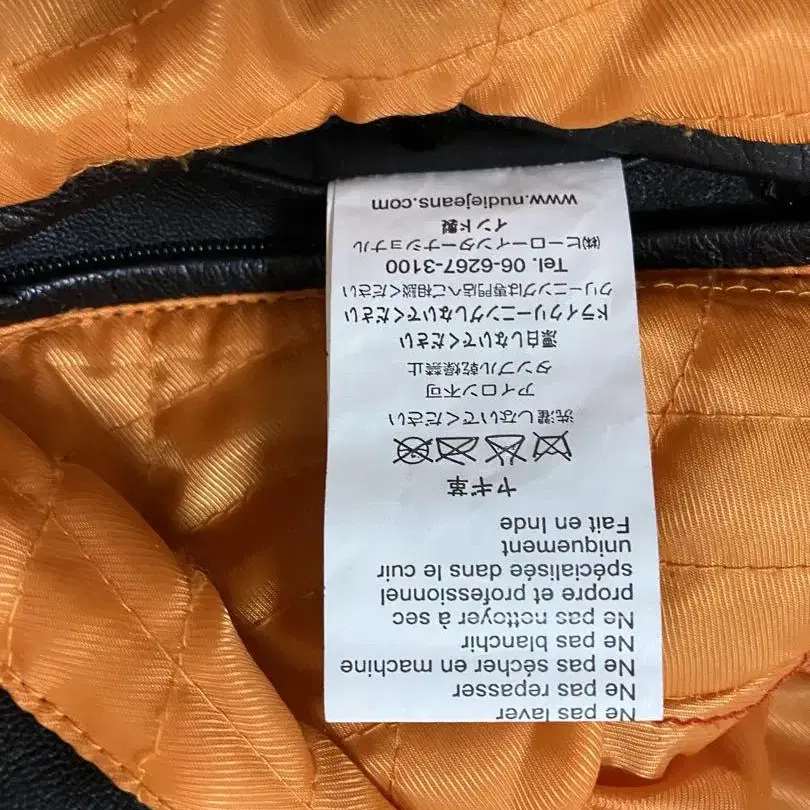 Ne pas laver
Ne pas repasser
Ne pas sécher en machine
Ne pas blanchir
Ne pas nettoyer à sec
propre et professionnel
spécialisée dans le cuir
uniquement
Fait en Inde
ヤギ革
洗濯しないでください
アイロン不可
タンブル乾燥禁止
漂白しないでください
ドライクリーニングしないでください
クリーニングは専門店へご相談ください
Tel. 06-6267-3100
㈱ヒーローインターナショナル
インド製
www.nudiejeans.com